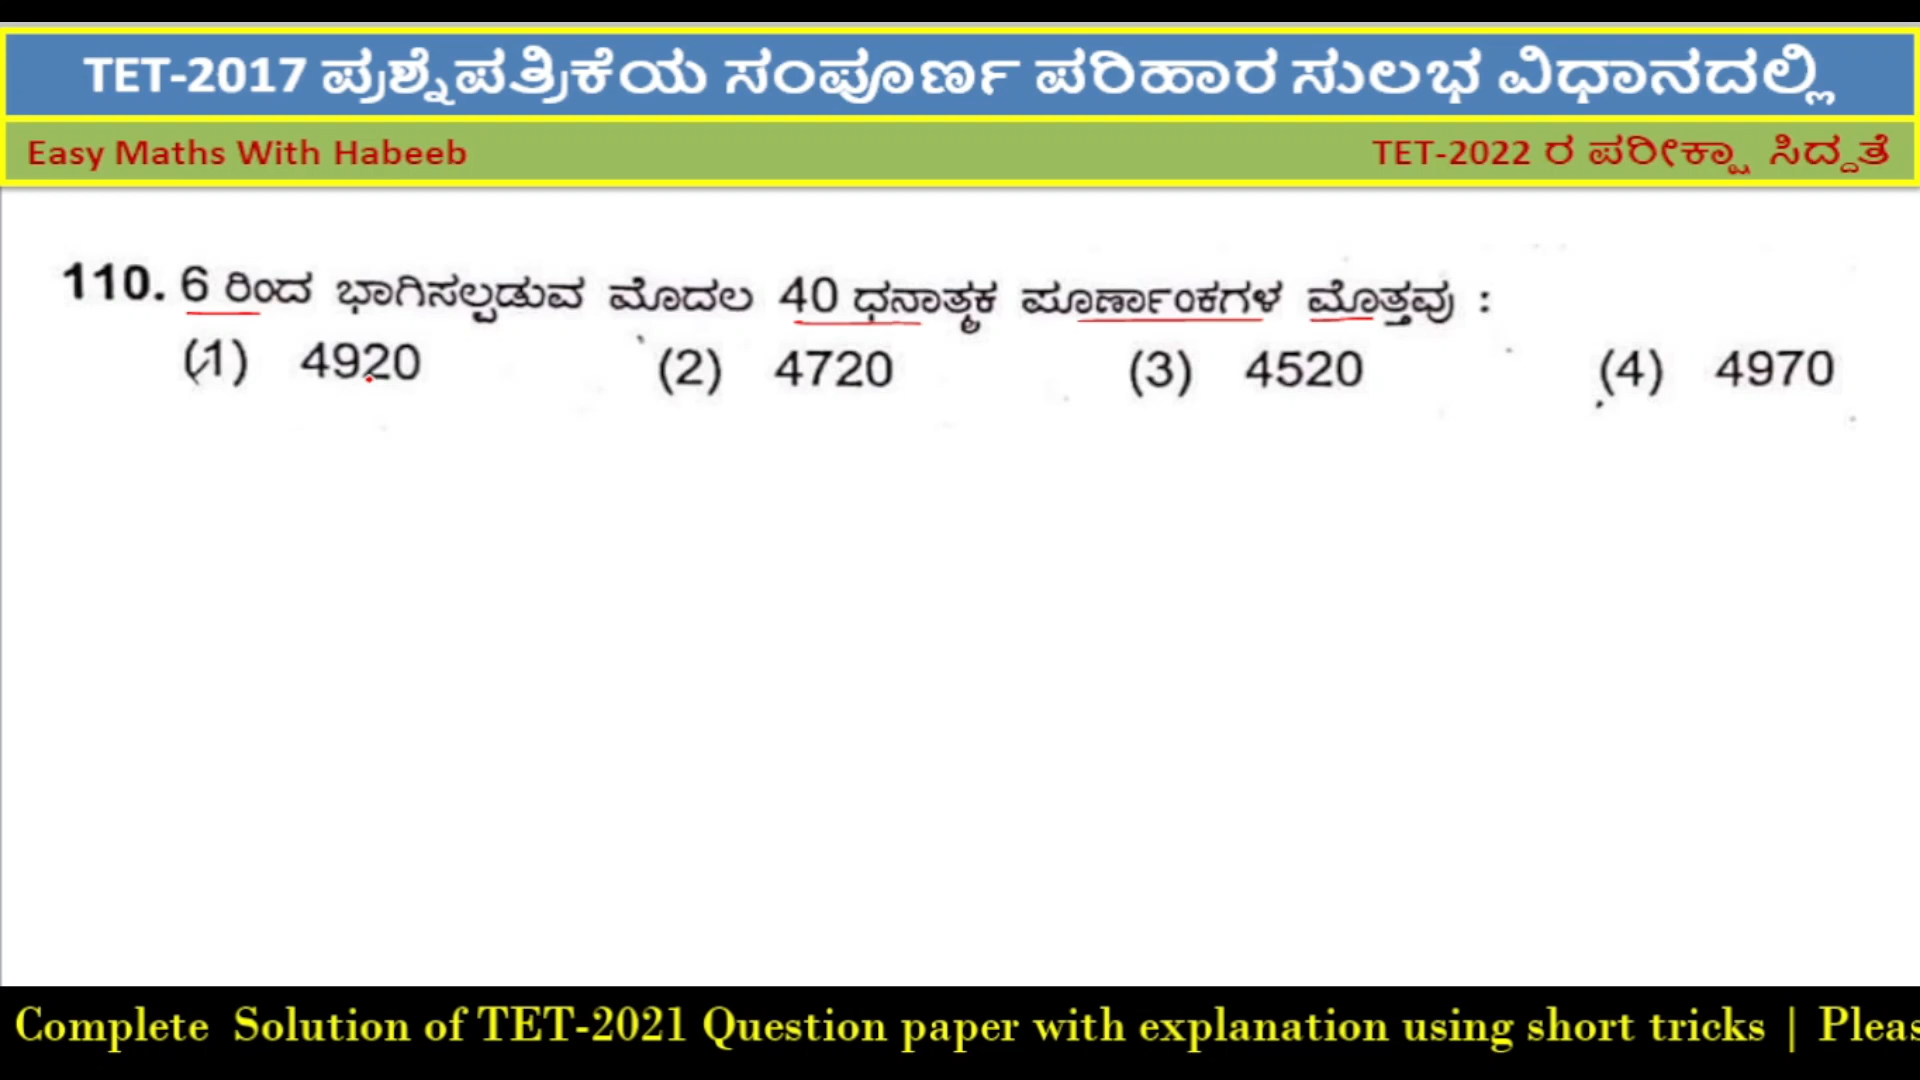 TET-2017 ಪ್ರಶ್ನೆಪತ್ರಿಕೆಯ ಸಂಪೂರ್ಣ ಪರಿಹಾರ ಸುಲಭ ವಿಧಾನದಲ್ಲಿ
Easy Maths With Habeeb TET-2022 ರ ಪರೀಕ್ಷಾ ಸಿದ್ದತೆ
110. 6 ರಿಂದ ಭಾಗಿಸಲ್ಪಡುವ ಮೊದಲ 40 ಧನಾತ್ಮಕ ಪೂರ್ಣಾಂಕಗಳ ಮೊತ್ತವು :
(1) 4920 (2) 4720 (3) 4520 (4) 4970
Complete Solution of TET-2021 Question paper with explanation using short tricks | Pleas